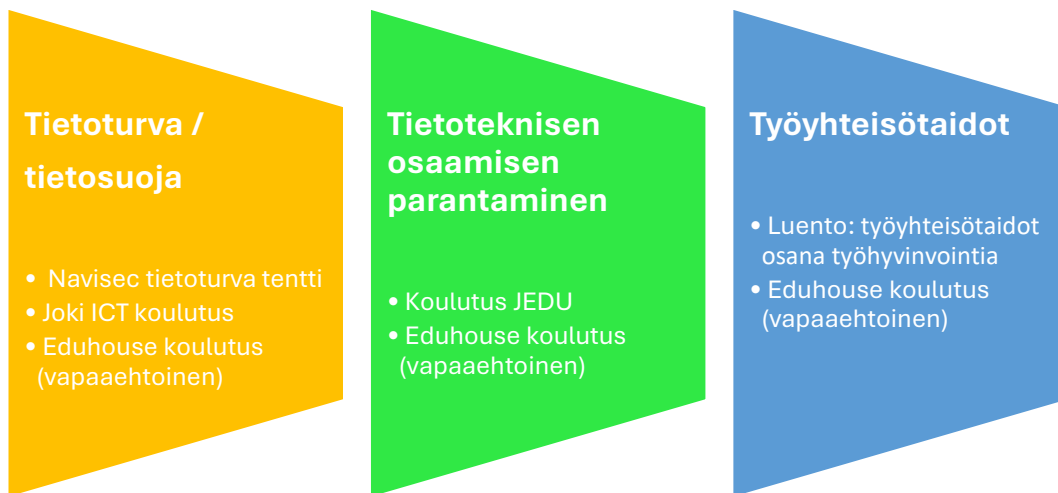 Tietoturva /
tietosuoja
• Navisec tietoturva tentti
• Joki ICT koulutus
• Eduhouse koulutus
(vapaaehtoinen)
Tietoteknisen
osaamisen
parantaminen
• Koulutus JEDU
• Eduhouse koulutus
(vapaaehtoinen)
Työyhteisötaidot
• Luento: työyhteisötaidot
osana työhyvinvointia
• Eduhouse koulutus
(vapaaehtoinen)